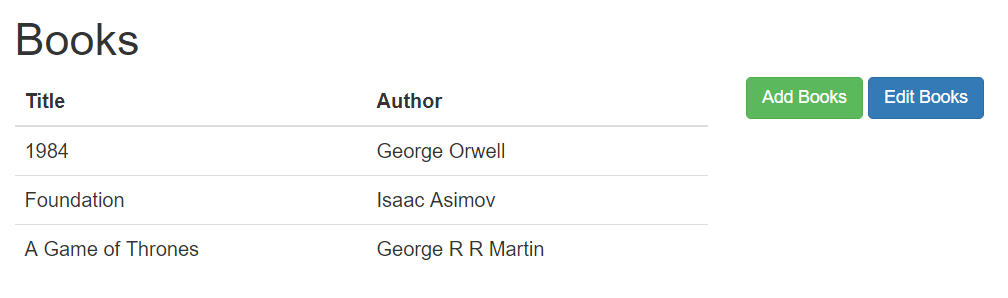 Books
Title Author
Add Books Edit Books
1984 George Orwell
Foundation Isaac Asimov
A Game of Thrones George R R Martin